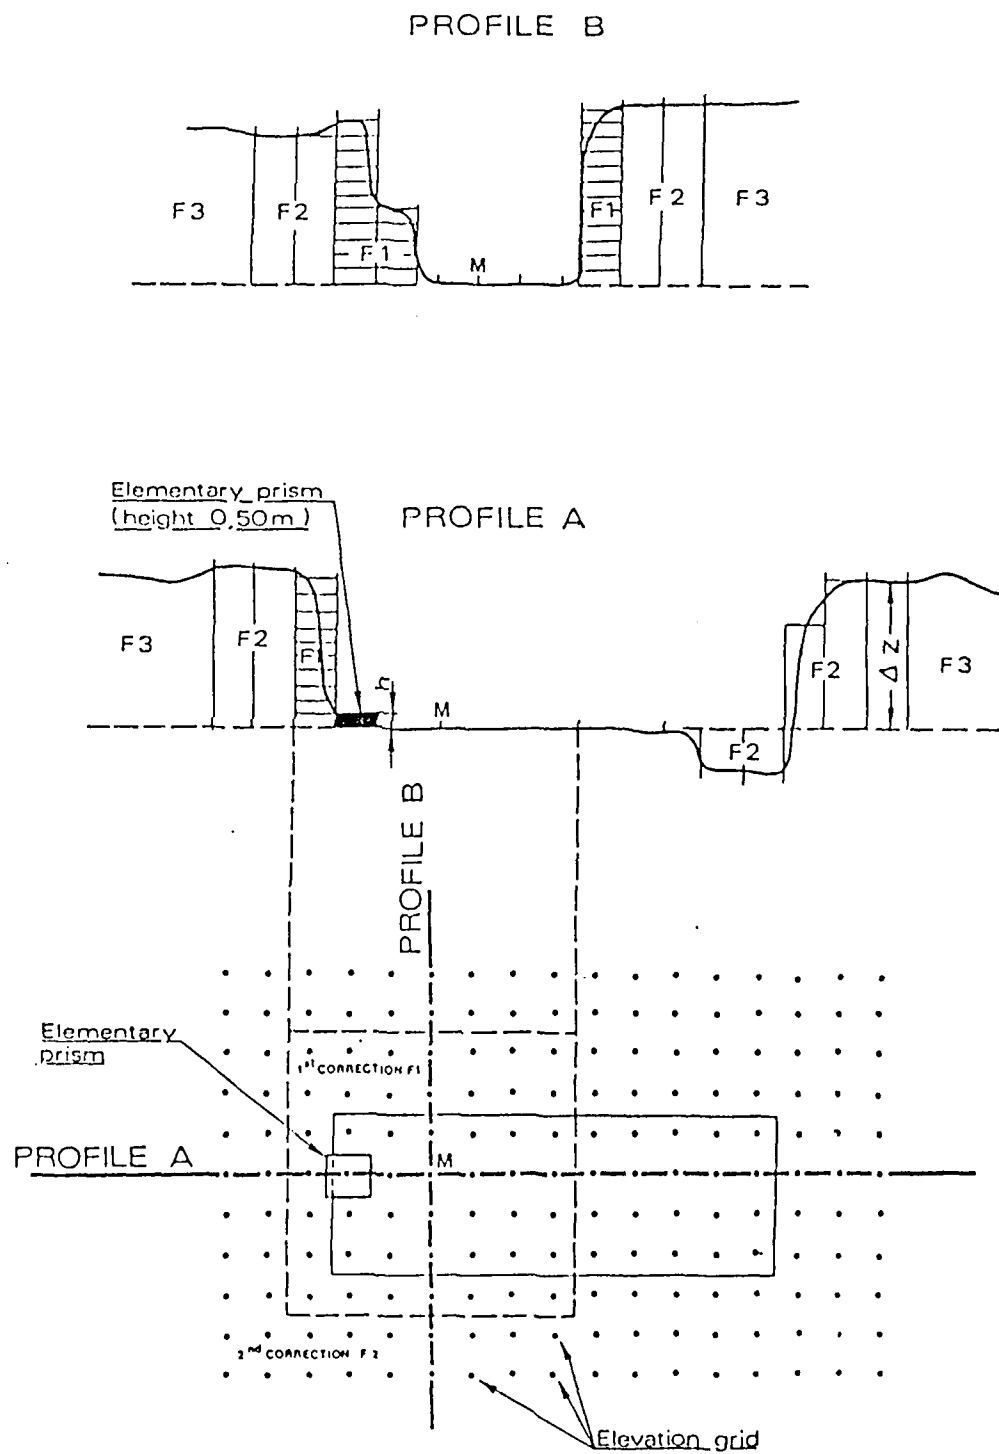 PROFILE B
F3
F2
F1
M
F1
F2
F3
Elementary prism
(height 0.50m)
PROFILE A
F3
F2
F1
h
M
F2
F2
ΔZ
F3
PROFILE B
Elementary
prism
1st CORRECTION F1
PROFILE A
M
2nd CORRECTION F2
Elevation grid